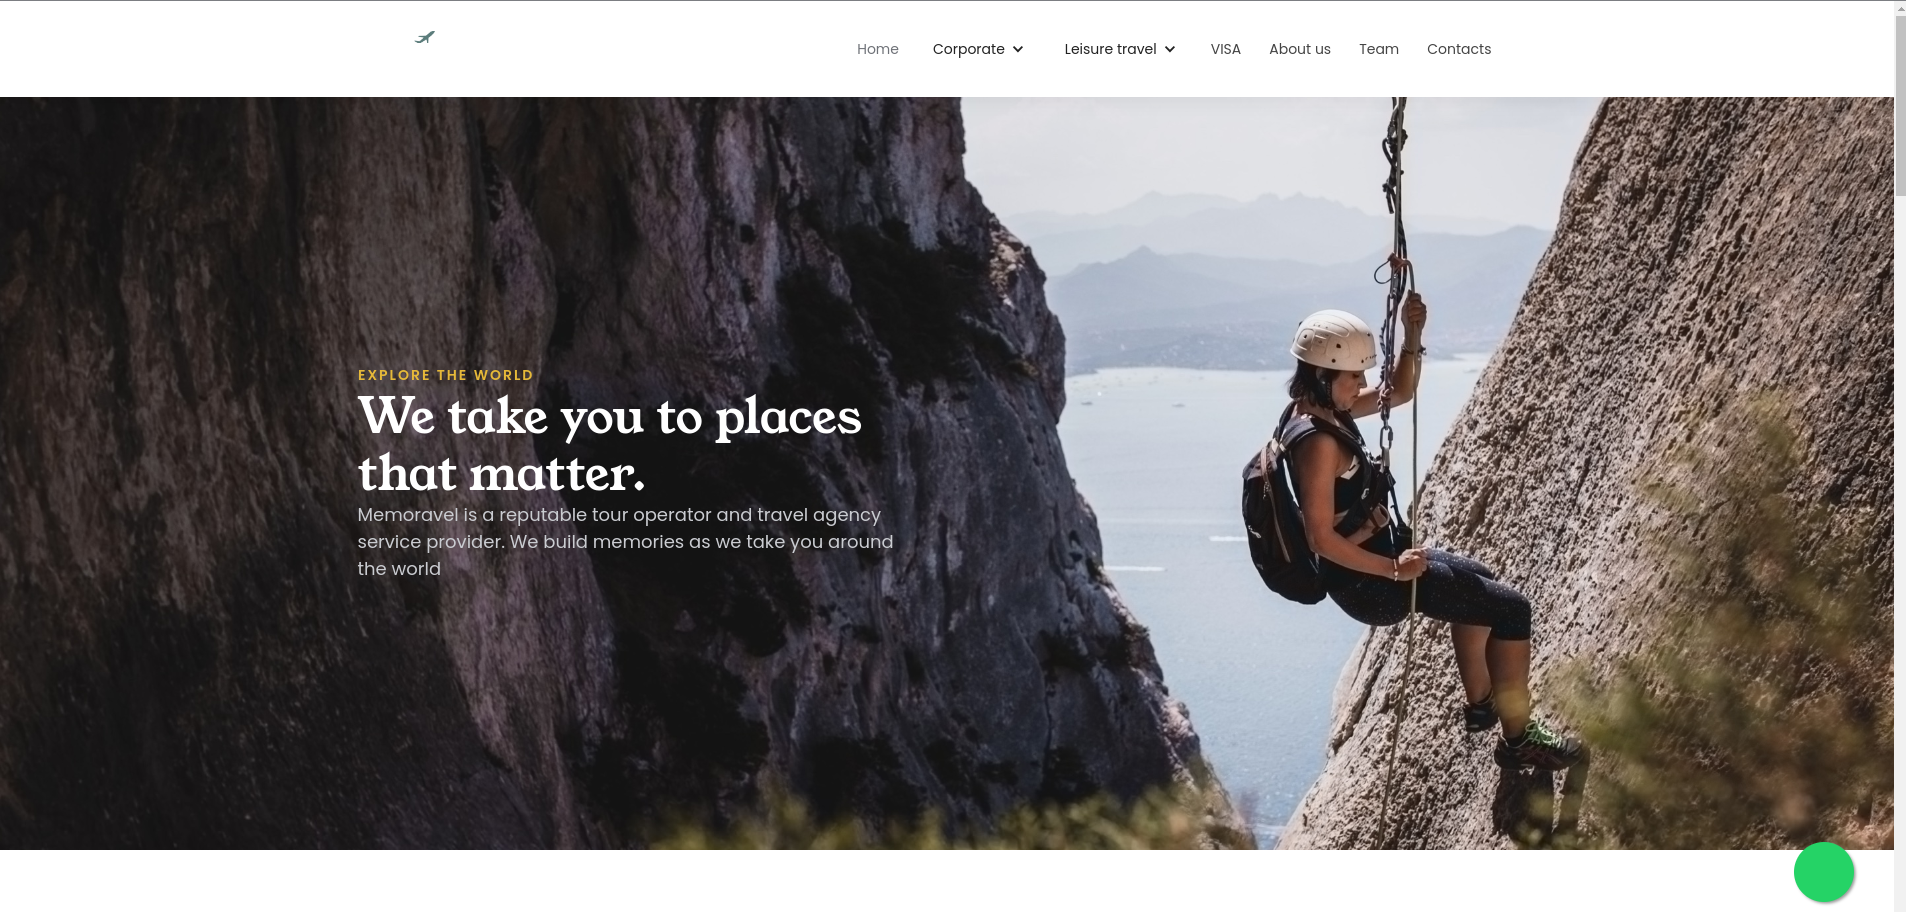 Home Corporate Leisure travel VISA About us Team Contacts
EXPLORE THE WORLD
We take you to places
that matter.
Memoravel is a reputable tour operator and travel agency
service provider. We build memories as we take you around
the world